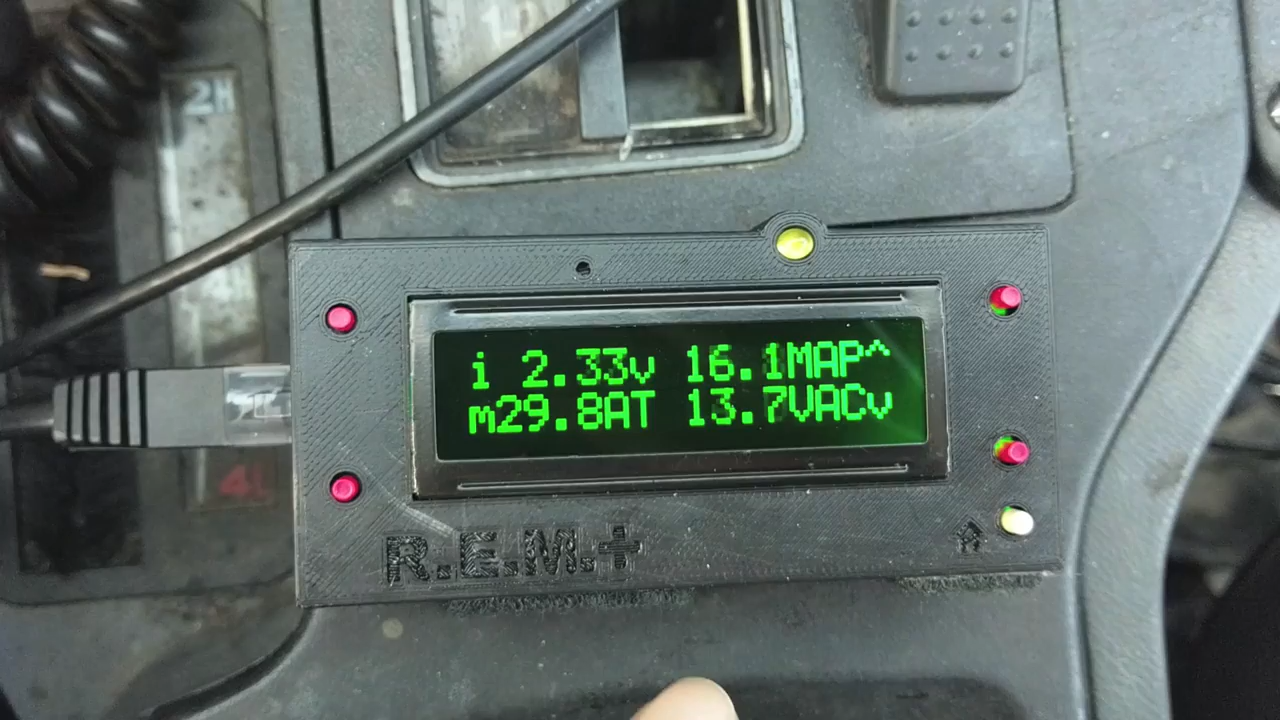 2H
i 2.33v 16.1MAP^
m29.8AT 13.7VACv
4L
R.E.M.+